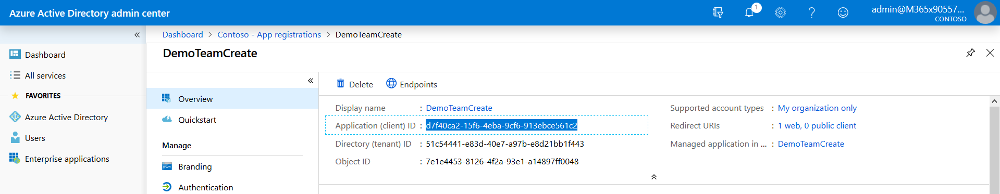 Azure Active Directory admin center
1
admin@M365x90557...
CONTOSO
«
Dashboard > Contoso - App registrations > DemoTeamCreate
Dashboard
All services
FAVORITES
Azure Active Directory
Users
Enterprise applications
DemoTeamCreate
«
Overview
Quickstart
Manage
Branding
Authentication
Delete Endpoints
Display name : DemoTeamCreate
Application (client) ID : d7f40ca2-15f6-4eba-9cf6-913ebce561c2
Directory (tenant) ID : 51c54441-e83d-40e7-a97b-e8d21bb1f443
Object ID : 7e1e4453-8126-4f2a-93e1-a14897ff0048
Supported account types : My organization only
Redirect URIs : 1 web, 0 public client
Managed application in ... : DemoTeamCreate